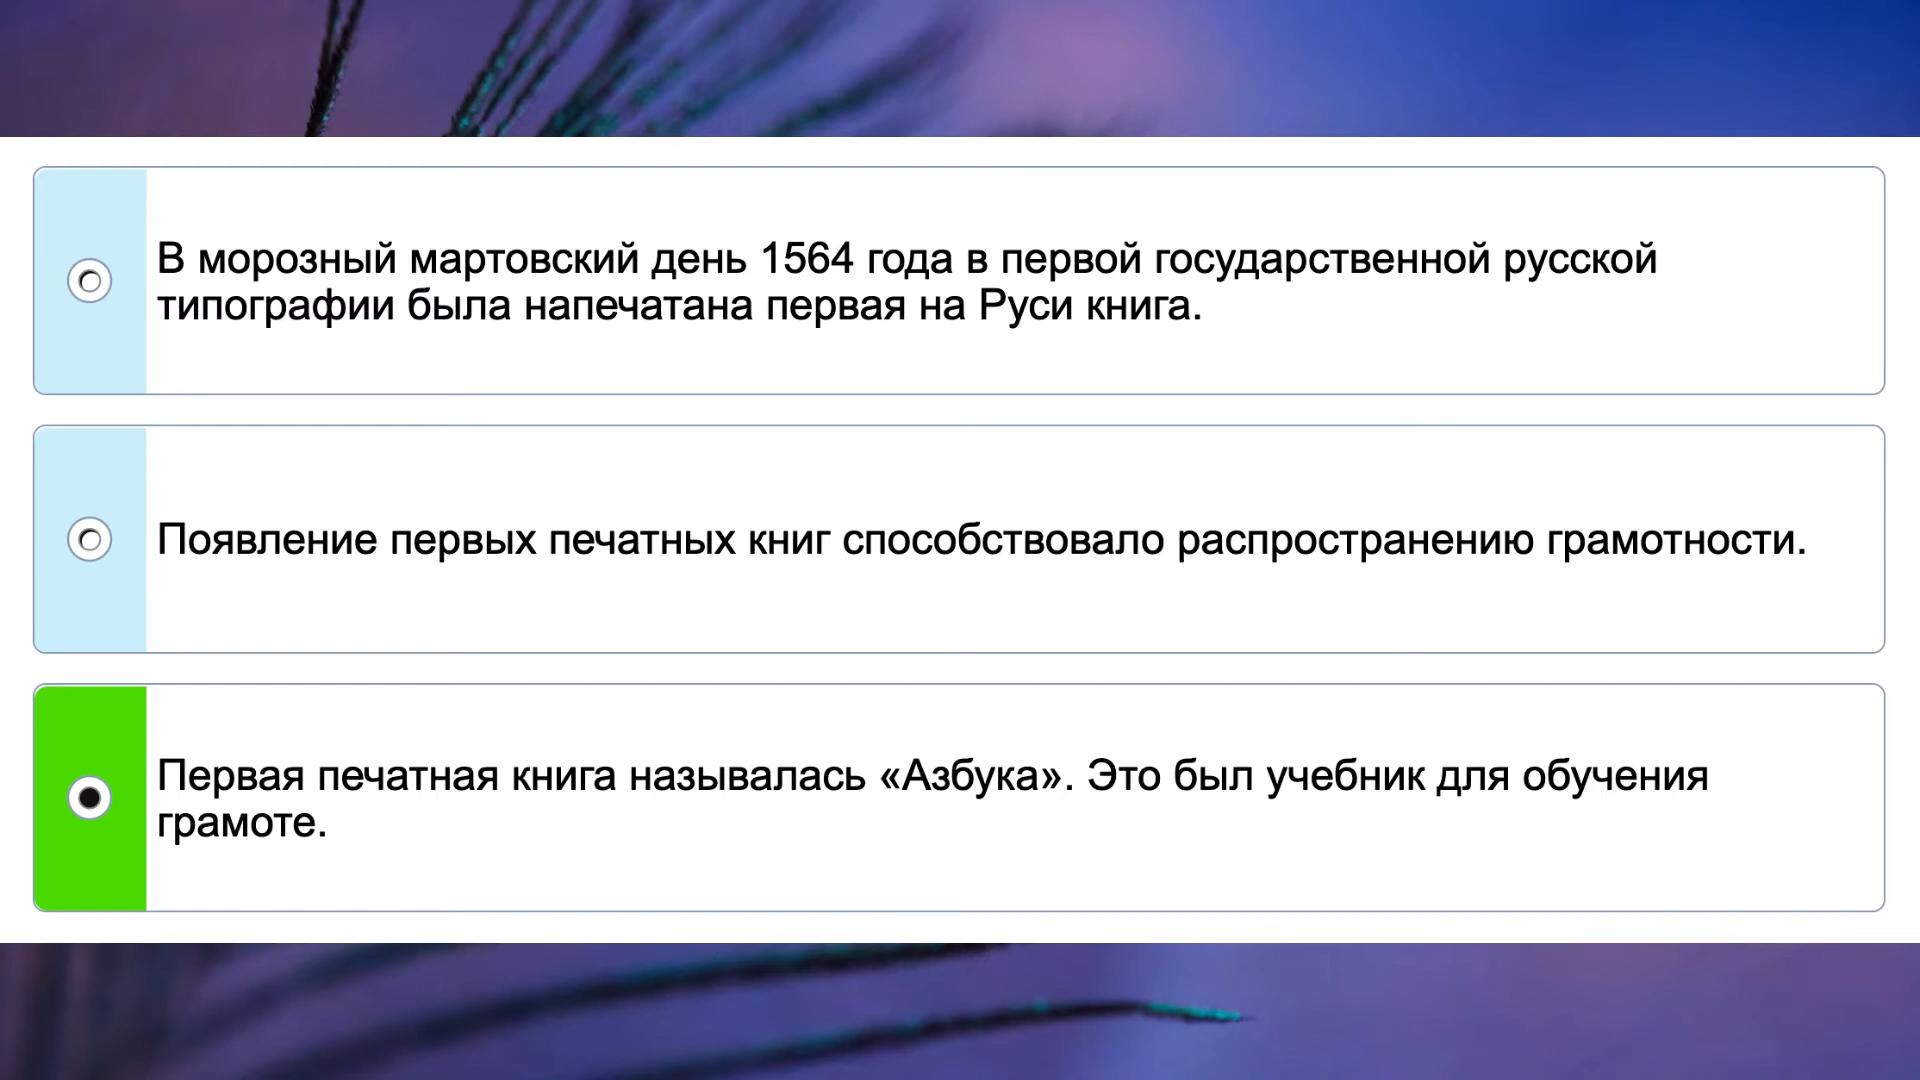 В морозный мартовский день 1564 года в первой государственной русской
типографии была напечатана первая на Руси книга.
Появление первых печатных книг способствовало распространению грамотности.
Первая печатная книга называлась «Азбука». Это был учебник для обучения
грамоте.